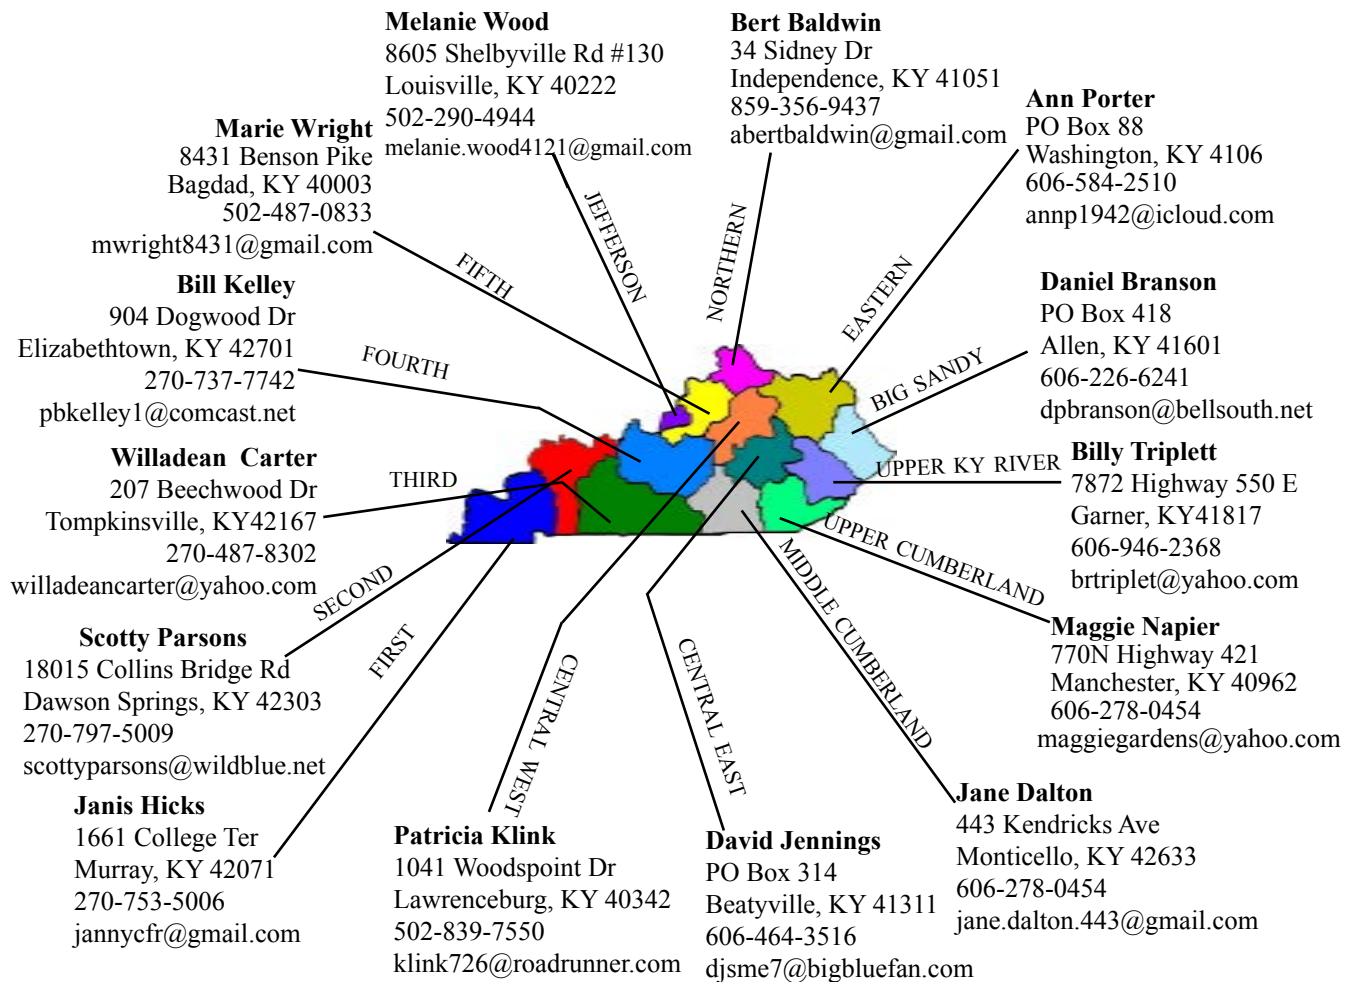 Melanie Wood
8605 Shelbyville Rd #130
Louisville, KY 40222
502-290-4944
melanie.wood4121@gmail.com
Bert Baldwin
34 Sidney Dr
Independence, KY 41051
859-356-9437
abertbaldwin@gmail.com
Ann Porter
PO Box 88
Washington, KY 4106
606-584-2510
annp1942@icloud.com
Marie Wright
8431 Benson Pike
Bagdad, KY 40003
502-487-0833
mwright8431@gmail.com
Bill Kelley
904 Dogwood Dr
Elizabethtown, KY 42701
270-737-7742
pbkelley1@comcast.net
Daniel Branson
PO Box 418
Allen, KY 41601
606-226-6241
dpbranson@bellsouth.net
Willadean  Carter
207 Beechwood Dr
Tompkinsville, KY42167
270-487-8302
willadeancarter@yahoo.com
Billy Triplett
7872 Highway 550 E
Garner, KY41817
606-946-2368
brtriplet@yahoo.com
Scotty Parsons
18015 Collins Bridge Rd
Dawson Springs, KY 42303
270-797-5009
scottyparsons@wildblue.net
Maggie Napier
770N Highway 421
Manchester, KY 40962
606-278-0454
maggiegardens@yahoo.com
Janis Hicks
1661 College Ter
Murray, KY 42071
270-753-5006
jannycfr@gmail.com
Patricia Klink
1041 Woodspoint Dr
Lawrenceburg, KY 40342
502-839-7550
klink726@roadrunner.com
David Jennings
PO Box 314
Beatyville, KY 41311
606-464-3516
djsme7@bigbluefan.com
Jane Dalton
443 Kendricks Ave
Monticello, KY 42633
606-278-0454
jane.dalton.443@gmail.com
JEFFERSON
NORTHERN
EASTERN
FIFTH
FOURTH
BIG SANDY
THIRD
UPPER KY RIVER
UPPER CUMBERLAND
SECOND
FIRST
CENTRAL WEST
CENTRAL EAST
MIDDLE CUMBERLAND